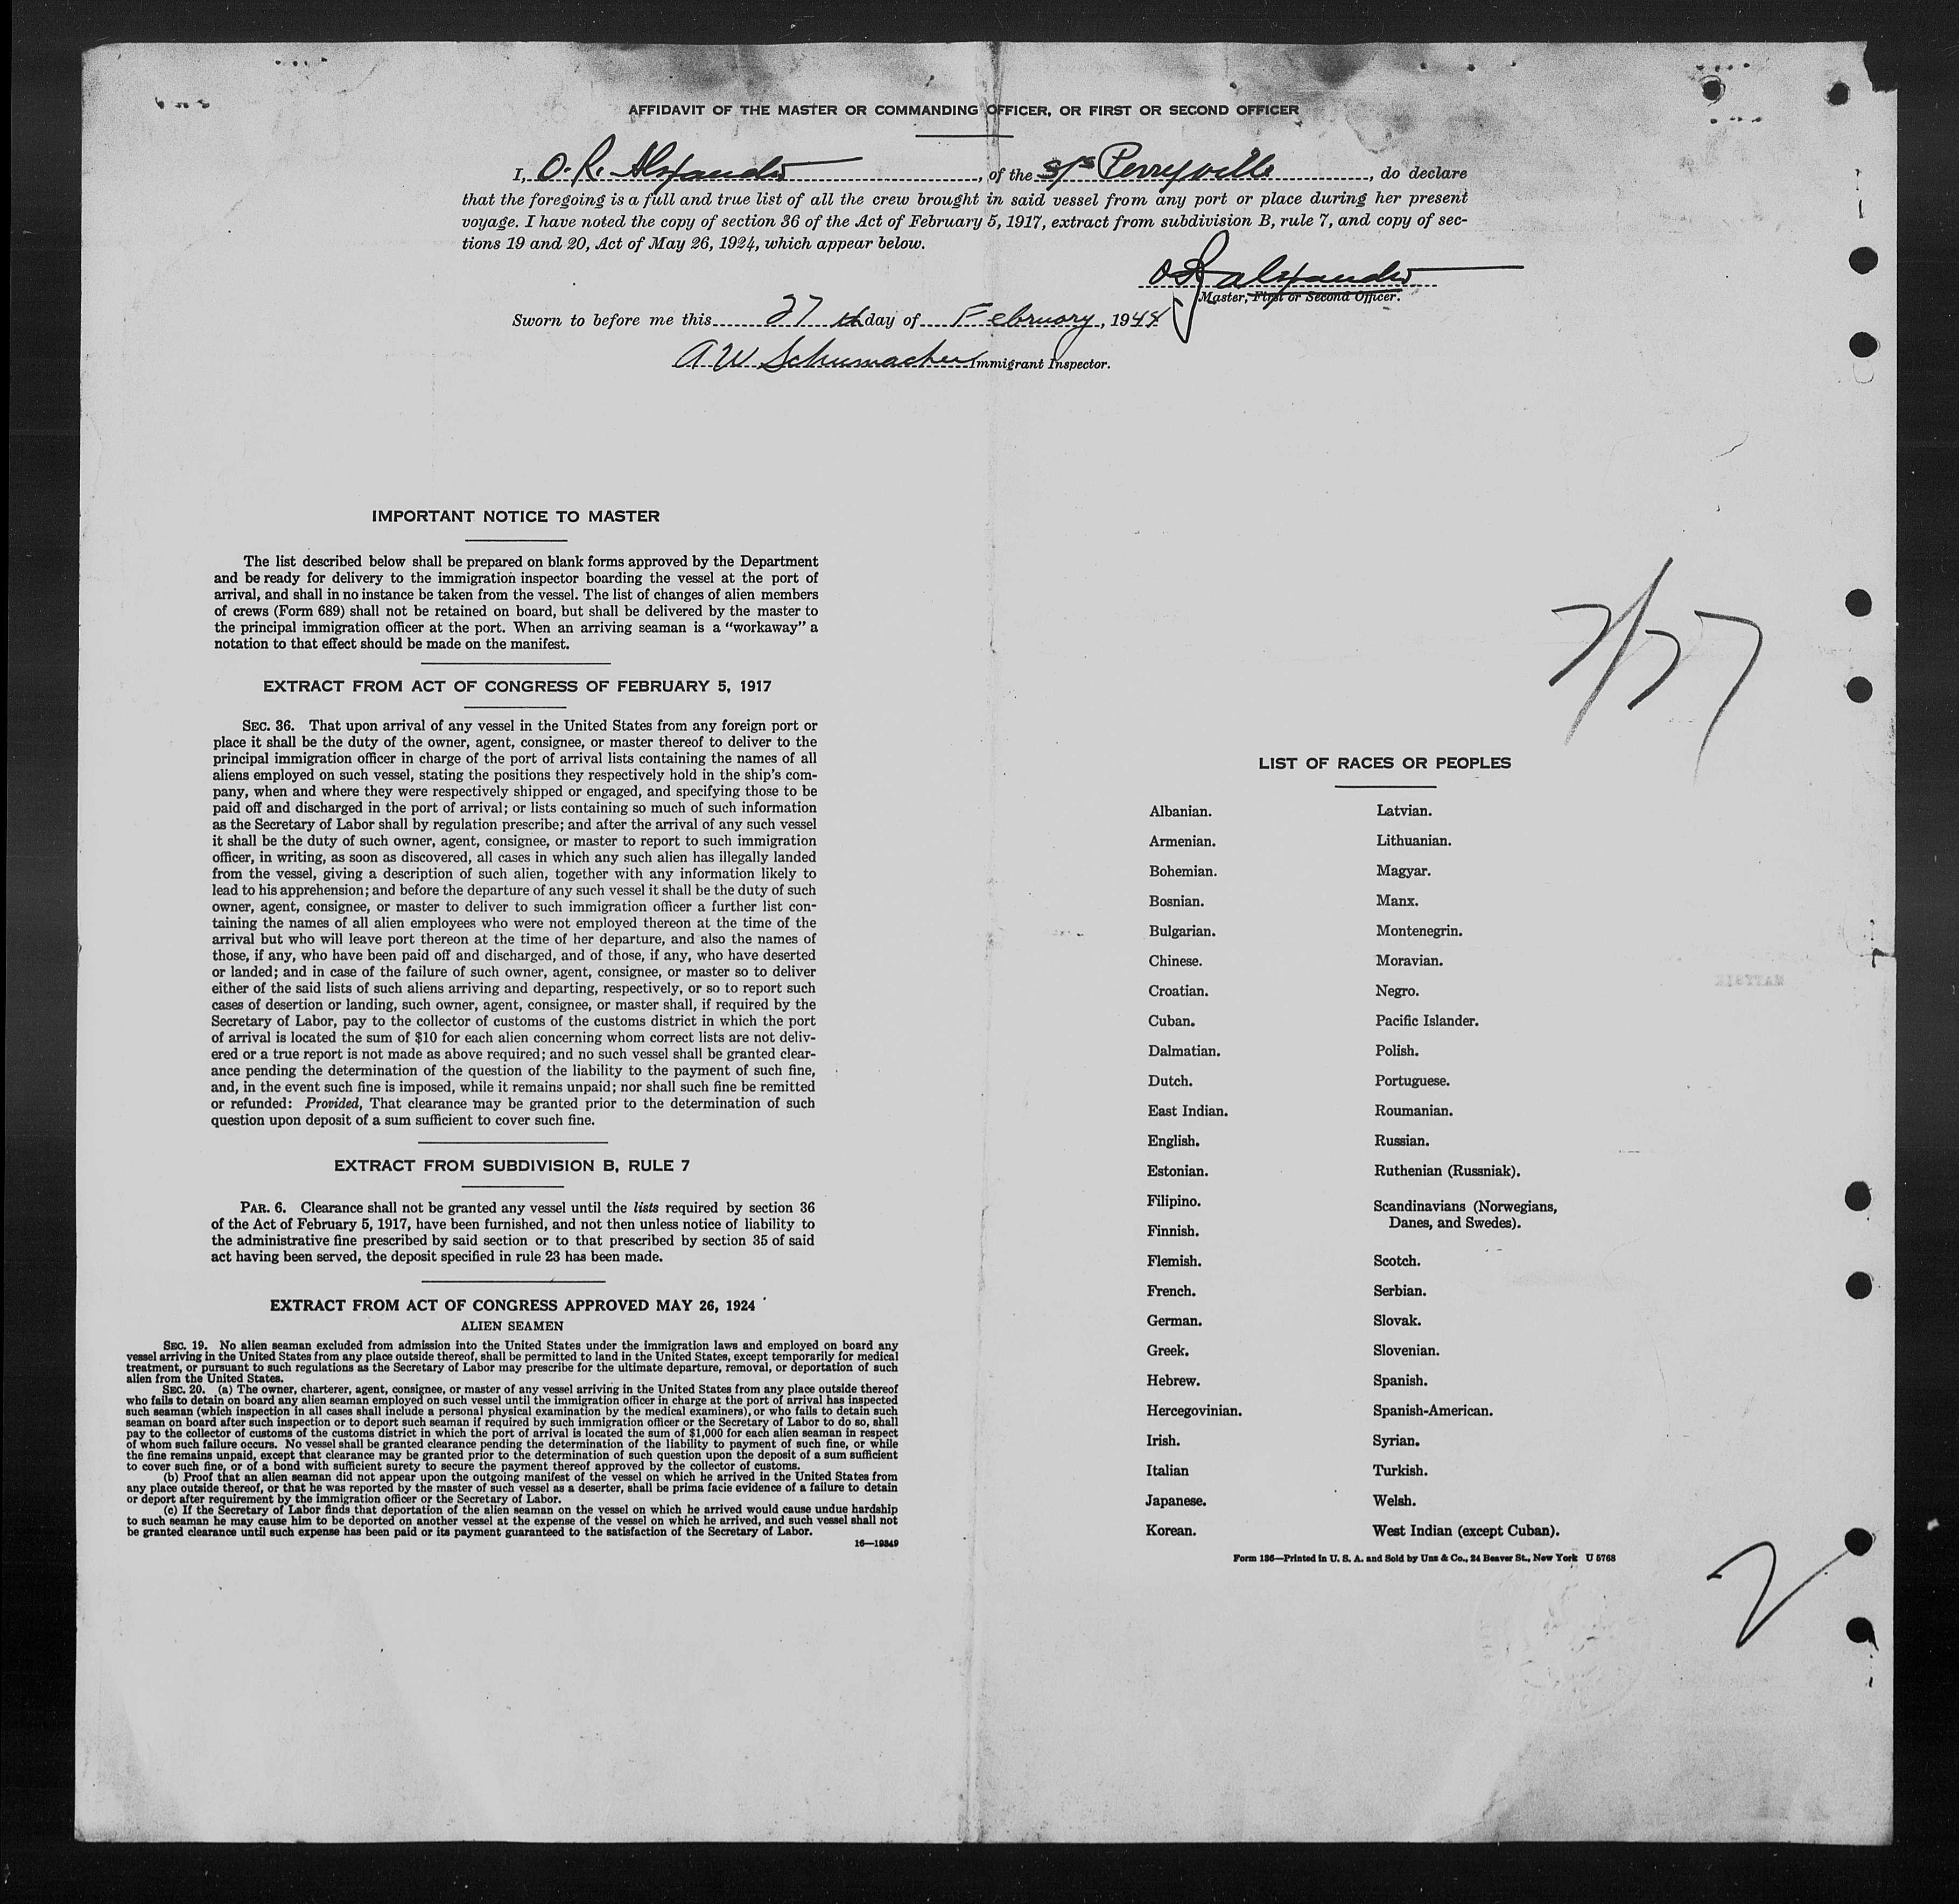 AFFIDAVIT OF THE MASTER OR COMMANDING OFFICER, OR FIRST OR SECOND OFFICER
I, O. R. Alexander, of the S/S Perryville, do declare
that the foregoing is a full and true list of all the crew brought in said vessel from any port or place during her present
voyage. I have noted the copy of section 36 of the Act of February 5, 1917, extract from subdivision B, rule 7, and copy of sec-
tions 19 and 20, Act of May 26, 1924, which appear below.
O R Alexander
Master, First or Second Officer.
Sworn to before me this 27 th day of February, 1944
A W Schumacher Immigrant Inspector.
IMPORTANT NOTICE TO MASTER
The list described below shall be prepared on blank forms approved by the Department
and be ready for delivery to the immigration inspector boarding the vessel at the port of
arrival, and shall in no instance be taken from the vessel. The list of changes of alien members
of crews (Form 689) shall not be retained on board, but shall be delivered by the master to
the principal immigration officer at the port. When an arriving seaman is a "workaway" a
notation to that effect should be made on the manifest.
EXTRACT FROM ACT OF CONGRESS OF FEBRUARY 5, 1917
SEC. 36. That upon arrival of any vessel in the United States from any foreign port or
place it shall be the duty of the owner, agent, consignee, or master thereof to deliver to the
principal immigration officer in charge of the port of arrival lists containing the names of all
aliens employed on such vessel, stating the positions they respectively hold in the ship's com-
pany, when and where they were respectively shipped or engaged, and specifying those to be
paid off and discharged in the port of arrival; or lists containing so much of such information
as the Secretary of Labor shall by regulation prescribe; and after the arrival of any such vessel
it shall be the duty of such owner, agent, consignee, or master to report to such immigration
officer, in writing, as soon as discovered, all cases in which any such alien has illegally landed
from the vessel, giving a description of such alien, together with any information likely to
lead to his apprehension; and before the departure of any such vessel it shall be the duty of such
owner, agent, consignee, or master to deliver to such immigration officer a further list con-
taining the names of all alien employees who were not employed thereon at the time of the
arrival but who will leave port thereon at the time of her departure, and also the names of
those, if any, who have been paid off and discharged, and of those, if any, who have deserted
or landed; and in case of the failure of such owner, agent, consignee, or master so to deliver
either of the said lists of such aliens arriving and departing, respectively, or so to report such
cases of desertion or landing, such owner, agent, consignee, or master shall, if required by the
Secretary of Labor, pay to the collector of customs of the customs district in which the port
of arrival is located the sum of $10 for each alien concerning whom correct lists are not deliv-
ered or a true report is not made as above required; and no such vessel shall be granted clear-
ance pending the determination of the question of the liability to the payment of such fine,
and, in the event such fine is imposed, while it remains unpaid; nor shall such fine be remitted
or refunded: Provided, That clearance may be granted prior to the determination of such
question upon deposit of a sum sufficient to cover such fine.
EXTRACT FROM SUBDIVISION B, RULE 7
PAR. 6. Clearance shall not be granted any vessel until the lists required by section 36
of the Act of February 5, 1917, have been furnished, and not then unless notice of liability to
the administrative fine prescribed by said section or to that prescribed by section 35 of said
act having been served, the deposit specified in rule 23 has been made.
EXTRACT FROM ACT OF CONGRESS APPROVED MAY 26, 1924
ALIEN SEAMEN
SEC. 19. No alien seaman excluded from admission into the United States under the immigration laws and employed on board any
vessel arriving in the United States from any place outside thereof, shall be permitted to land in the United States, except temporarily for medical
treatment, or pursuant to such regulations as the Secretary of Labor may prescribe for the ultimate departure, removal, or deportation of such
alien from the United States.
SEC. 20. (a) The owner, charterer, agent, consignee, or master of any vessel arriving in the United States from any place outside thereof
who fails to detain on board any alien seaman employed on such vessel until the immigration officer in charge at the port of arrival has inspected
such seaman (which inspection in all cases shall include a personal physical examination by the medical examiners), or who fails to detain such
seaman on board after such inspection or to deport such seaman if required by such immigration officer or the Secretary of Labor to do so, shall
pay to the collector of customs of the customs district in which the port of arrival is located the sum of $1,000 for each alien seaman in respect
of whom such failure occurs. No vessel shall be granted clearance pending the determination of the liability to payment of such fine, or while
the fine remains unpaid, except that clearance may be granted prior to the determination of such question upon the deposit of a sum sufficient
to cover such fine, or of a bond with sufficient surety to secure the payment thereof approved by the collector of customs.
(b) Proof that an alien seaman did not appear upon the outgoing manifest of the vessel on which he arrived in the United States from
any place outside thereof, or that he was reported by the master of such vessel as a deserter, shall be prima facie evidence of a failure to detain
or deport after requirement by the immigration officer or the Secretary of Labor.
(c) If the Secretary of Labor finds that deportation of the alien seaman on the vessel on which he arrived would cause undue hardship
to such seaman he may cause him to be deported on another vessel at the expense of the vessel on which he arrived, and such vessel shall not
be granted clearance until such expense has been paid or its payment guaranteed to the satisfaction of the Secretary of Labor.
16—19849
2/27
LIST OF RACES OR PEOPLES
Albanian.
Armenian.
Bohemian.
Bosnian.
Bulgarian.
Chinese.
Croatian.
Cuban.
Dalmatian.
Dutch.
East Indian.
English.
Estonian.
Filipino.
Finnish.
Flemish.
French.
German.
Greek.
Hebrew.
Hercegovinian.
Irish.
Italian
Japanese.
Korean.
Latvian.
Lithuanian.
Magyar.
Manx.
Montenegrin.
Moravian.
Negro.
Pacific Islander.
Polish.
Portuguese.
Roumanian.
Russian.
Ruthenian (Russniak).
Scandinavians (Norwegians,
Danes, and Swedes).
Scotch.
Serbian.
Slovak.
Slovenian.
Spanish.
Spanish-American.
Syrian.
Turkish.
Welsh.
West Indian (except Cuban).
Form 136—Printed in U. S. A. and Sold by Unz & Co., 24 Beaver St., New York U 5768
2